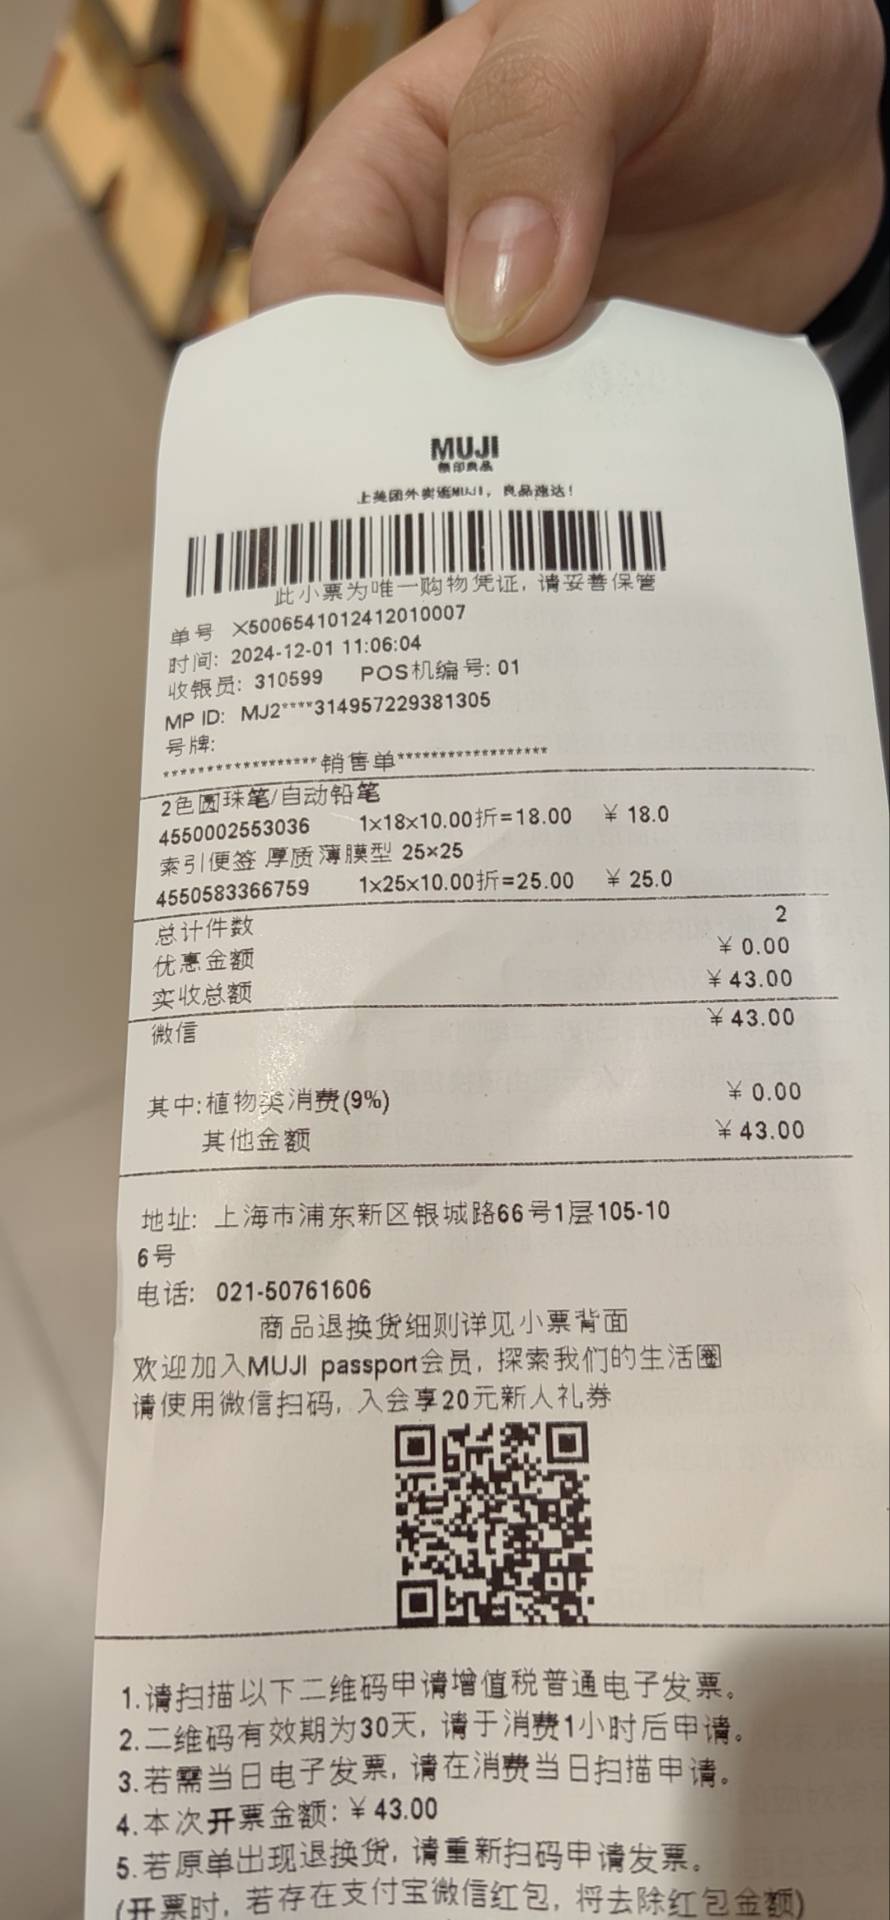 MUJI
無印良品
上美团外卖逛MUJI，良品速达！
此小票为唯一购物凭证，请妥善保管
单号 X5006541012412010007
时间: 2024-12-01 11:06:04
收银员: 310599 POS机编号: 01
MP ID: MJ2****314957229381305
号牌:
******************销售单******************
2色圆珠笔/自动铅笔
4550002553036 1x18x10.00折=18.00 ¥ 18.0
索引便签 厚质薄膜型 25×25
4550583366759 1x25x10.00折=25.00 ¥ 25.0
总计件数 2
优惠金额 ¥ 0.00
实收总额 ¥ 43.00
微信 ¥ 43.00
其中:植物类消费(9%) ¥ 0.00
其他金额 ¥ 43.00
地址: 上海市浦东新区银城路66号1层105-10
6号
电话: 021-50761606
商品退换货细则详见小票背面
欢迎加入MUJI passport会员, 探索我们的生活圈
请使用微信扫码, 入会享20元新人礼券
1.请扫描以下二维码申请增值税普通电子发票。
2.二维码有效期为30天, 请于消费1小时后申请。
3.若需当日电子发票, 请在消费当日扫描申请。
4.本次开票金额: ¥ 43.00
5.若原单出现退换货, 请重新扫码申请发票。
(开票时, 若存在支付宝微信红包, 将去除红包金额)